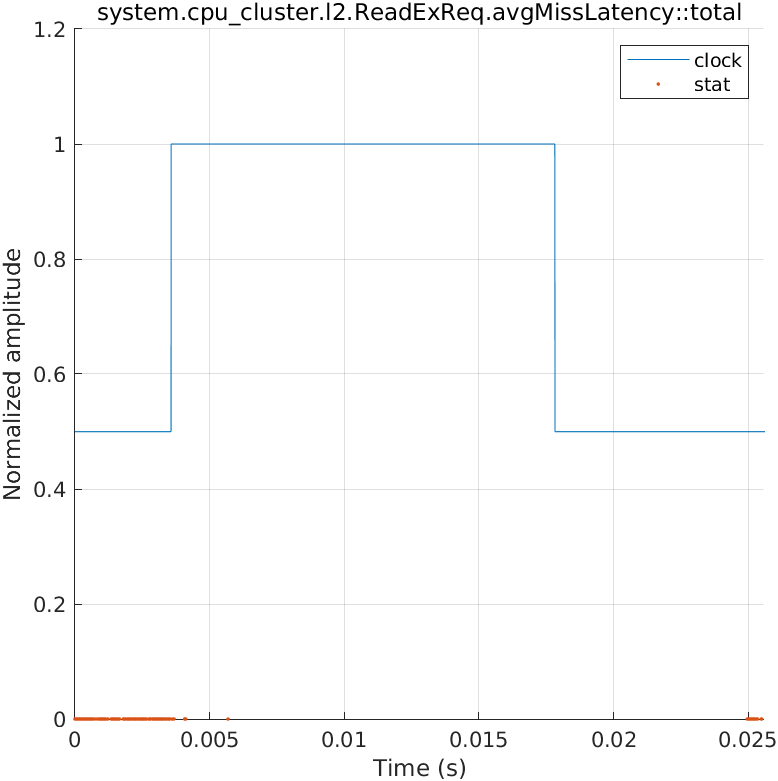 system.cpu_cluster.l2.ReadExReq.avgMissLatency::total
1.2
clock
stat
1
0.8
0.6
0.4
0.2
0
Normalized amplitude
0
0.005
0.01
0.015
0.02
0.025
Time (s)